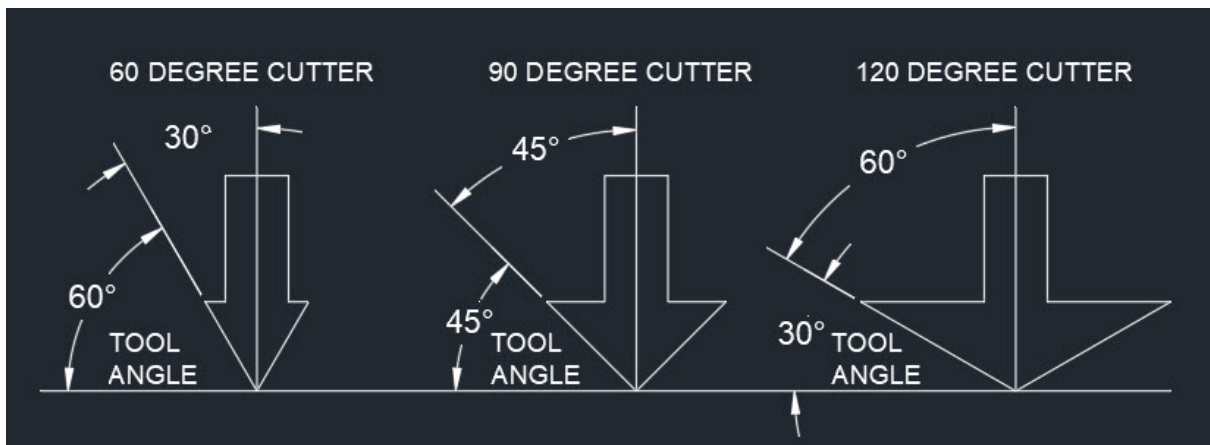 60 DEGREE CUTTER
90 DEGREE CUTTER
120 DEGREE CUTTER
30°
45°
60°
60°
TOOL
ANGLE
45°
TOOL
ANGLE
30°
TOOL
ANGLE